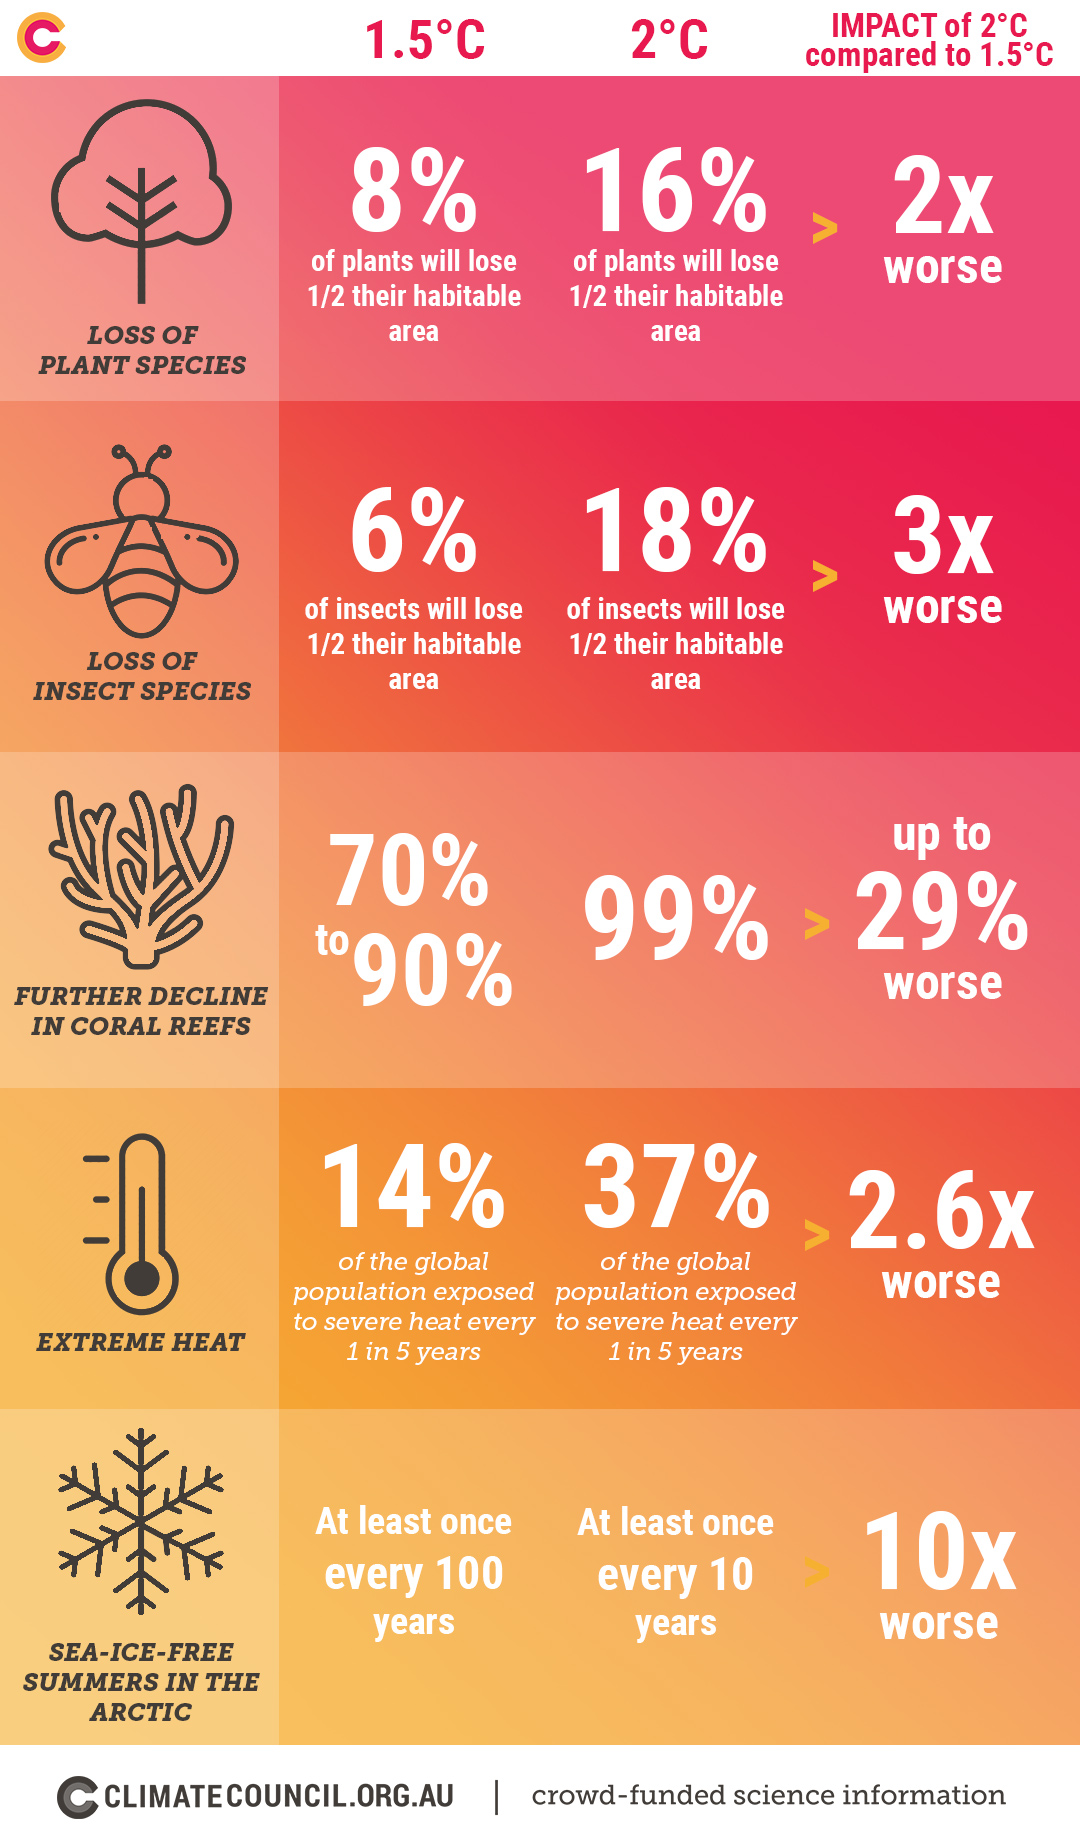 1.5°C
2°C
IMPACT of 2°C
compared to 1.5°C
LOSS OF
PLANT SPECIES
8%
of plants will lose
1/2 their habitable
area
16%
of plants will lose
1/2 their habitable
area
>
2x
worse
LOSS OF
INSECT SPECIES
6%
of insects will lose
1/2 their habitable
area
18%
of insects will lose
1/2 their habitable
area
>
3x
worse
FURTHER DECLINE
IN CORAL REEFS
70%
to 90%
99%
>
up to
29%
worse
EXTREME HEAT
14%
of the global
population exposed
to severe heat every
1 in 5 years
37%
of the global
population exposed
to severe heat every
1 in 5 years
>
2.6x
worse
SEA-ICE-FREE
SUMMERS IN THE
ARCTIC
At least once
every 100
years
At least once
every 10
years
>
10x
worse
CLIMATECOUNCIL.ORG.AU | crowd-funded science information